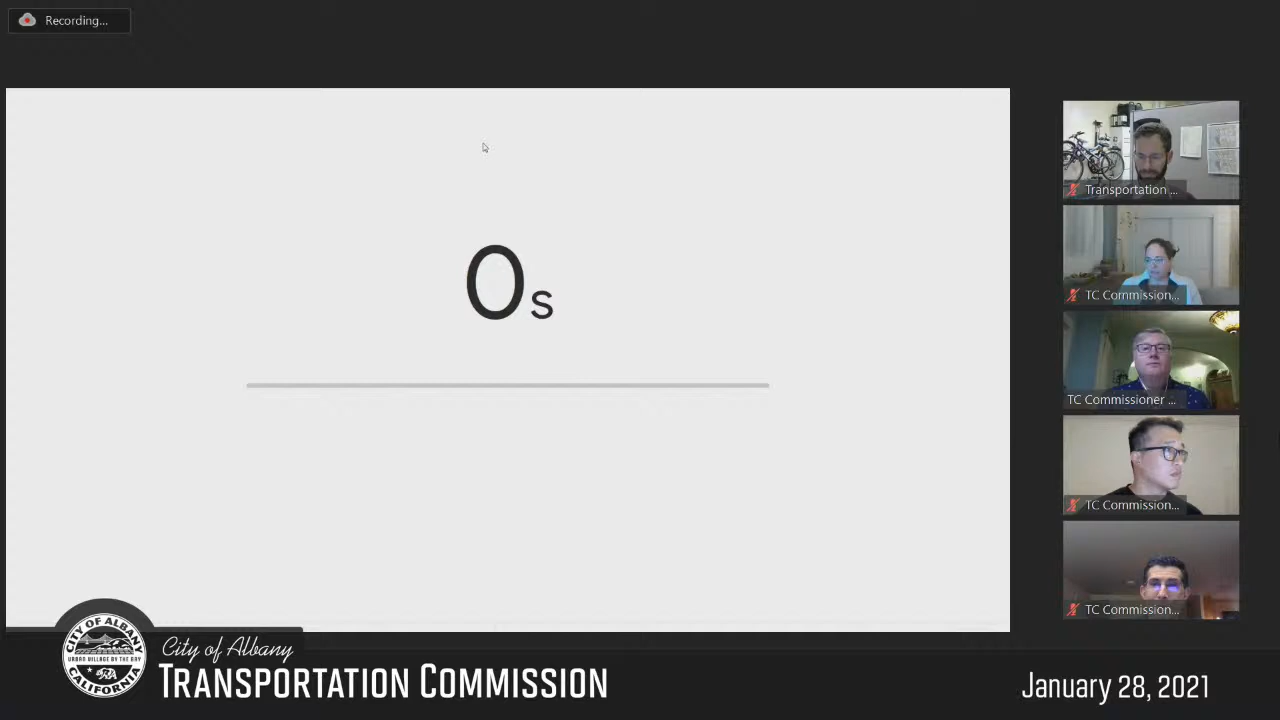 Recording...
0s
Transportation ...
TC Commission...
TC Commissioner ...
TC Commission...
TC Commission...
CITY OF ALBANY
URBAN VILLAGE BY THE BAY
CALIFORNIA
City of Albany
TRANSPORTATION COMMISSION
January 28, 2021